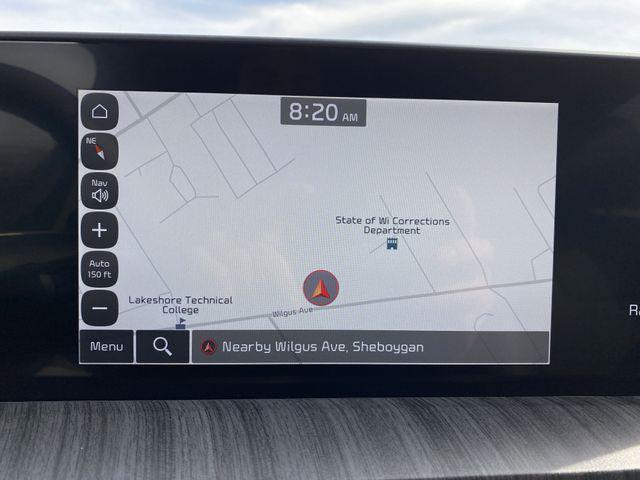 8:20 AM
NE
Nav
State of Wi Corrections
Department
+
Auto
150 ft
−
Lakeshore Technical
College
Wilgus Ave
Menu
Nearby Wilgus Ave, Sheboygan